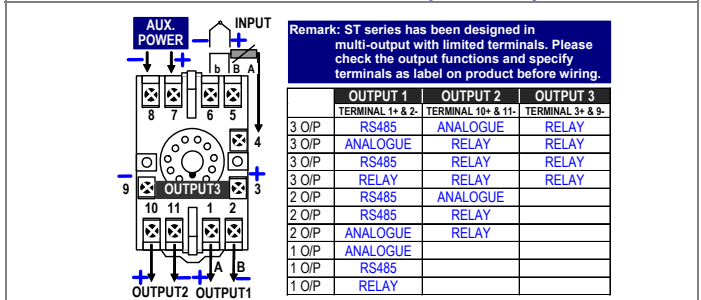 AUX.
POWER
INPUT
− + − +
b B A
8 7 6 5
4
− +
9 OUTPUT3 3
10 11 1 2
A B
+ − + −
OUTPUT2 OUTPUT1
Remark: ST series has been designed in
multi-output with limited terminals. Please
check the output functions and specify
terminals as label on product before wiring.
OUTPUT 1 OUTPUT 2 OUTPUT 3
TERMINAL 1+ & 2- TERMINAL 10+ & 11- TERMINAL 3+ & 9-
3 O/P RS485 ANALOGUE RELAY
3 O/P ANALOGUE RELAY RELAY
3 O/P RS485 RELAY RELAY
3 O/P RELAY RELAY RELAY
2 O/P RS485 ANALOGUE
2 O/P RS485 RELAY
2 O/P ANALOGUE RELAY
1 O/P ANALOGUE
1 O/P RS485
1 O/P RELAY